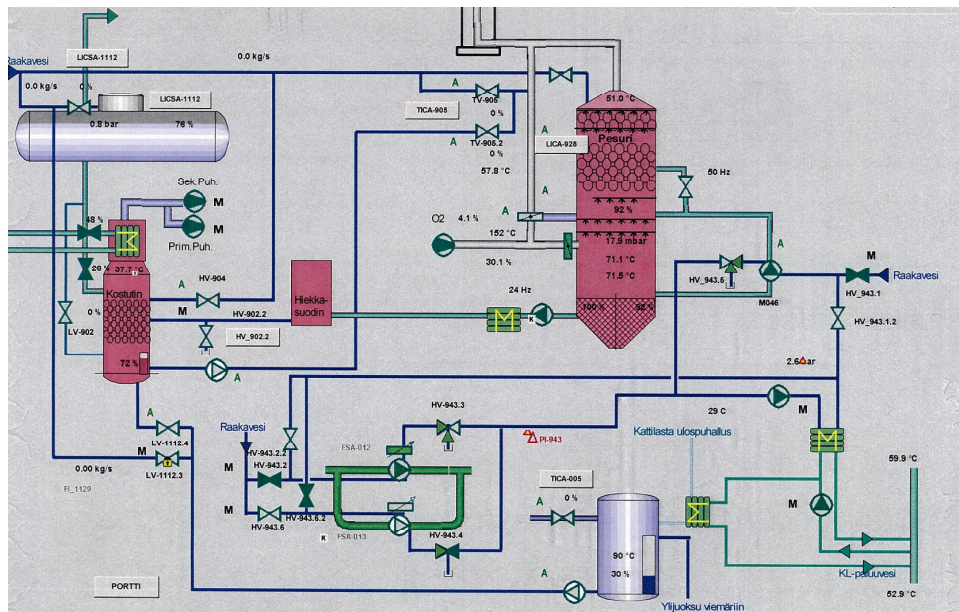 Raakavesi
LICSA-1112
0.0 kg/s
0.0 kg/s
0 %
LICSA-1112
0.8 bar
76 %
TICA-905
A
TV-905
0 %
A
TV-905.2
0 %
A
LICA-928
51.0 °C
Pesuri
57.8 °C
50 Hz
Sek.Puh.
M
M
Prim.Puh.
48 %
O2
4.1 %
A
92 %
152 °C
30.1 %
17.9 mbar
71.1 °C
71.5 °C
A
M
HV_943.5
M046
Raakavesi
HV_943.1
26 %
37.7 °C
HV-904
A
Kostutin
0 %
M
HV-902.2
HV_902.2
Hiekka-
suodin
24 Hz
K
100 %
92 %
HV_943.1.2
LV-902
72 %
A
2.6 bar
HV-943.3
29 C
M
A
LV-1112.4
M
LV-1112.3
0.00 kg/s
FI_1129
Raakavesi
HV-943.2.2
M
HV-943.2
FSA-012
PI-943
Kattilasta ulospuhallus
M
HV-943.6
HV-943.6.2
K
FSA-013
HV-943.4
TICA-005
A
0 %
59.9 °C
M
90 °C
30 %
KL-paluuvesi
52.9 °C
PORTTI
A
Ylijuoksu viemäriin